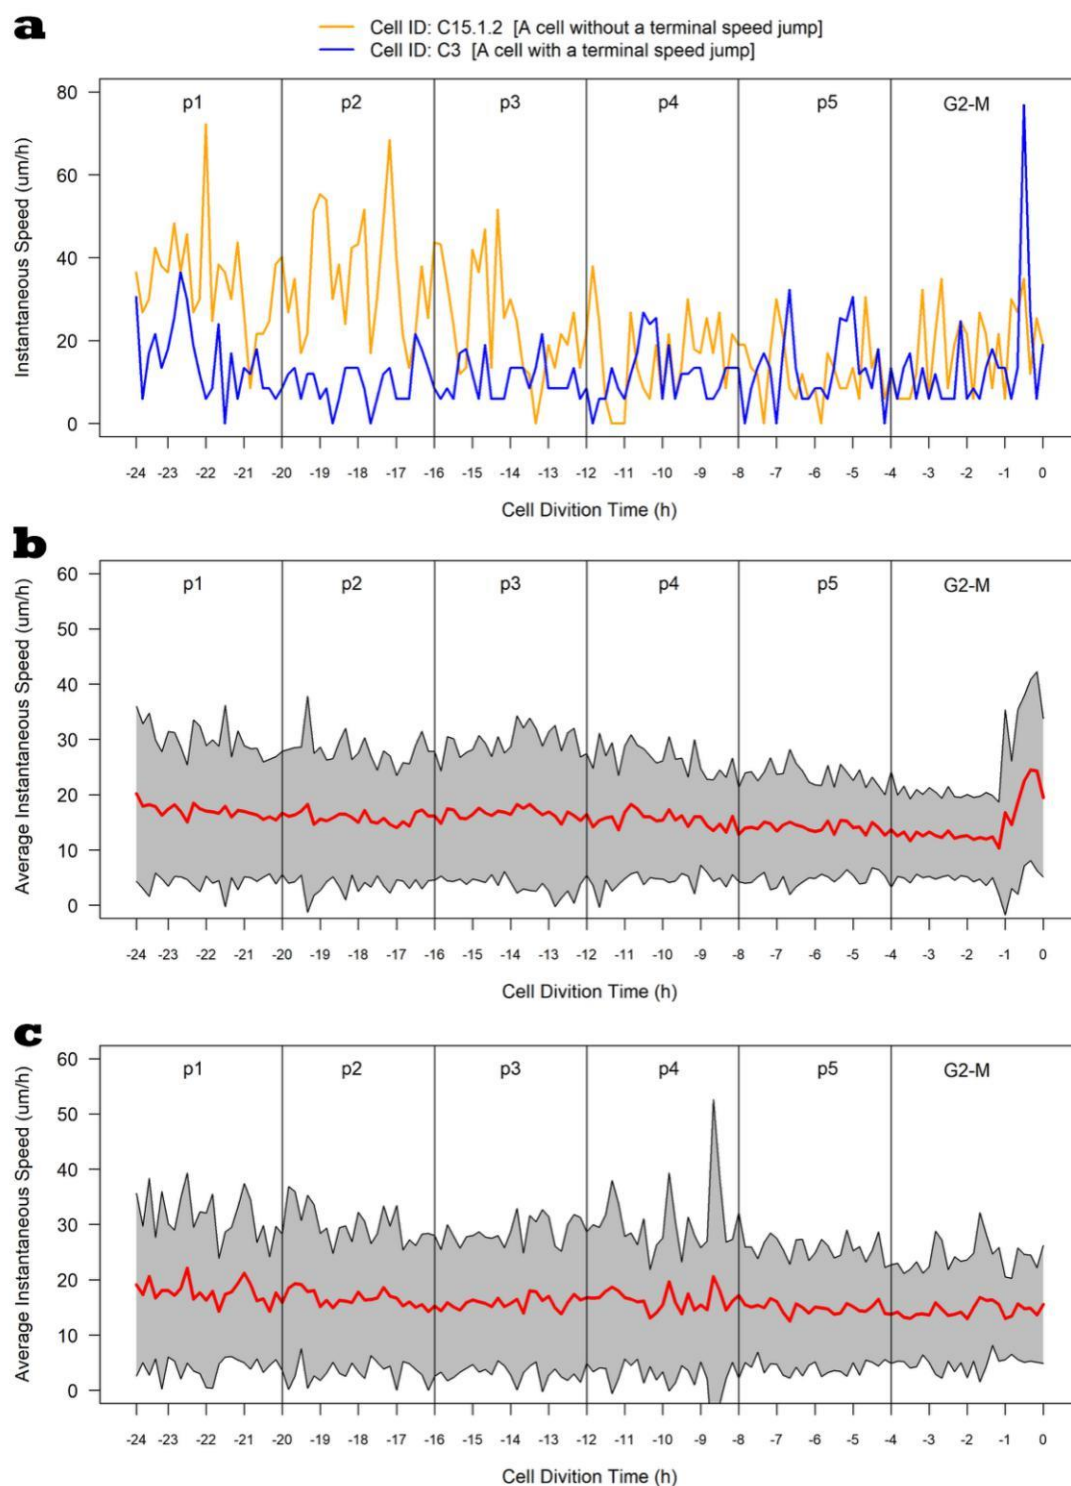 a
Cell ID: C15.1.2 [A cell without a terminal speed jump]
Cell ID: C3 [A cell with a terminal speed jump]
Instantaneous Speed (um/h)
80
60
40
20
0
p1 p2 p3 p4 p5 G2-M
-24 -23 -22 -21 -20 -19 -18 -17 -16 -15 -14 -13 -12 -11 -10 -9 -8 -7 -6 -5 -4 -3 -2 -1 0
Cell Divition Time (h)
b
Average Instantaneous Speed (um/h)
60
50
40
30
20
10
0
p1 p2 p3 p4 p5 G2-M
-24 -23 -22 -21 -20 -19 -18 -17 -16 -15 -14 -13 -12 -11 -10 -9 -8 -7 -6 -5 -4 -3 -2 -1 0
Cell Divition Time (h)
c
Average Instantaneous Speed (um/h)
60
50
40
30
20
10
0
p1 p2 p3 p4 p5 G2-M
-24 -23 -22 -21 -20 -19 -18 -17 -16 -15 -14 -13 -12 -11 -10 -9 -8 -7 -6 -5 -4 -3 -2 -1 0
Cell Divition Time (h)